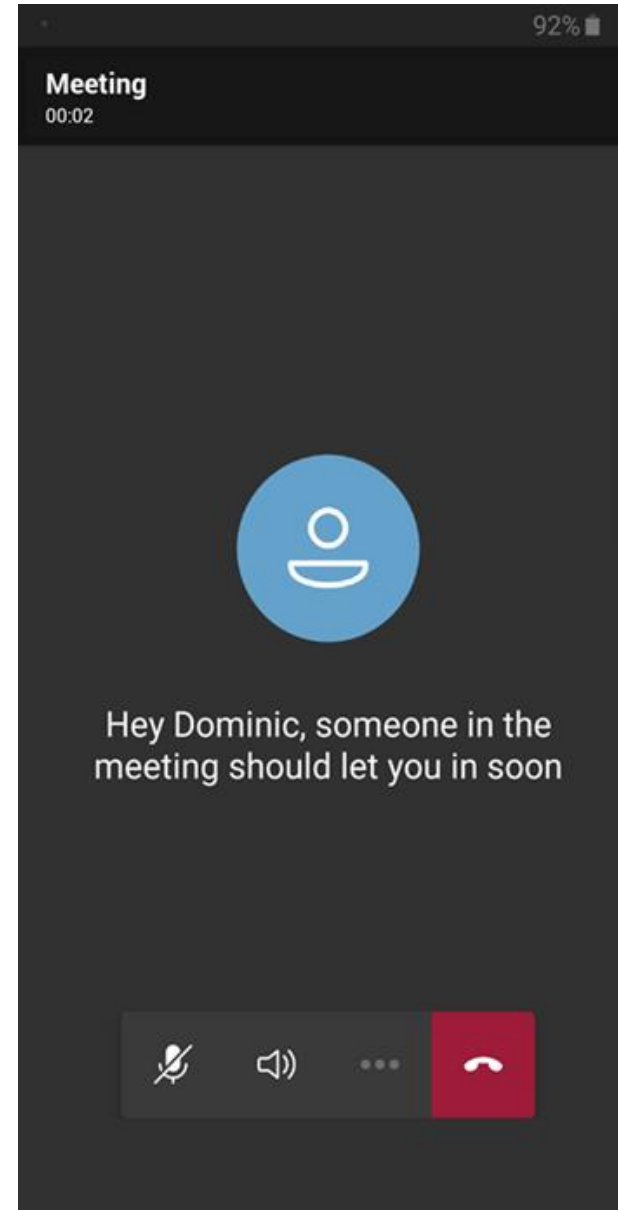 92%
Meeting
00:02
Hey Dominic, someone in the
meeting should let you in soon